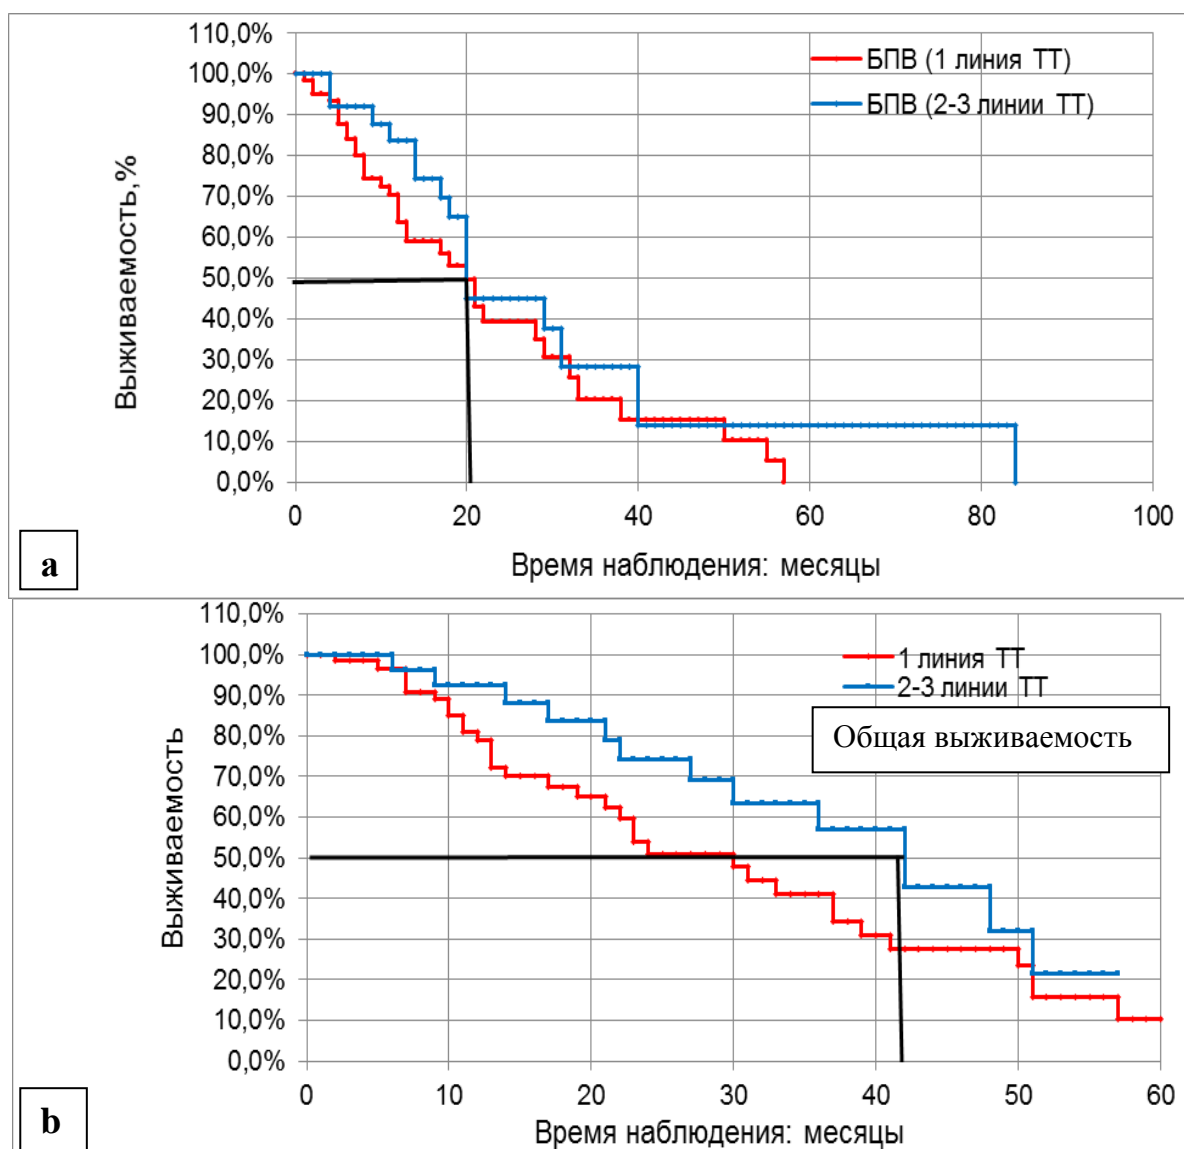 110,0%
100,0%
90,0%
80,0%
70,0%
60,0%
50,0%
40,0%
30,0%
20,0%
10,0%
0,0%
Выживаемость,%
БПВ (1 линия ТТ)
БПВ (2-3 линии ТТ)
0 20 40 60 80 100
Время наблюдения: месяцы
a
110,0%
100,0%
90,0%
80,0%
70,0%
60,0%
50,0%
40,0%
30,0%
20,0%
10,0%
0,0%
Выживаемость
1 линия ТТ
2-3 линии ТТ
Общая выживаемость
0 10 20 30 40 50 60
Время наблюдения: месяцы
b